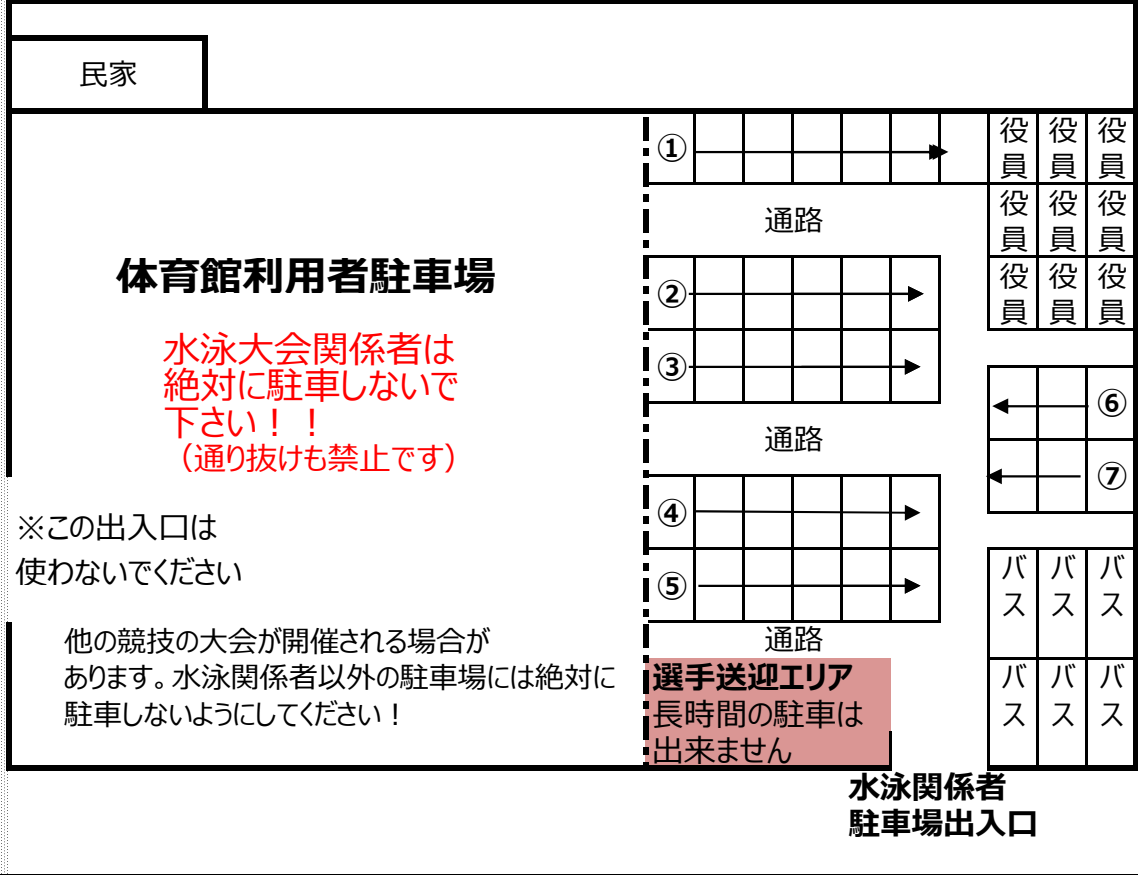 民家
体育館利用者駐車場
水泳大会関係者は
絶対に駐車しないで
下さい！！
（通り抜けも禁止です）
※この出入口は
使わないでください
他の競技の大会が開催される場合が
あります。水泳関係者以外の駐車場には絶対に
駐車しないようにしてください！
①
通路
②
③
通路
④
⑤
通路
選手送迎エリア
長時間の駐車は
出来ません
役員 役員 役員
役員 役員 役員
役員 役員 役員
⑥
⑦
バス バス バス
バス バス バス
水泳関係者
駐車場出入口